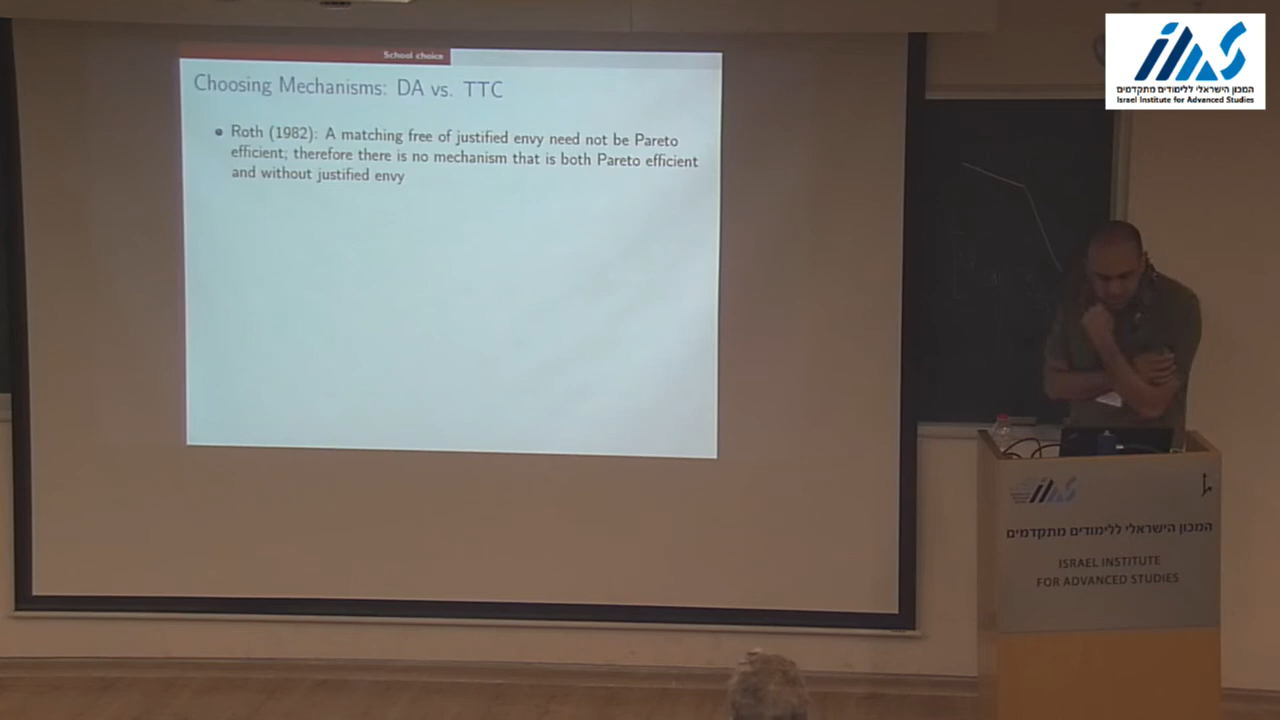 School choice
Choosing Mechanisms: DA vs. TTC
Roth (1982): A matching free of justified envy need not be Pareto
efficient; therefore there is no mechanism that is both Pareto efficient
and without justified envy
המכון הישראלי ללימודים מתקדמים
Israel Institute for Advanced Studies
המכון הישראלי ללימודים מתקדמים
ISRAEL INSTITUTE
FOR ADVANCED STUDIES